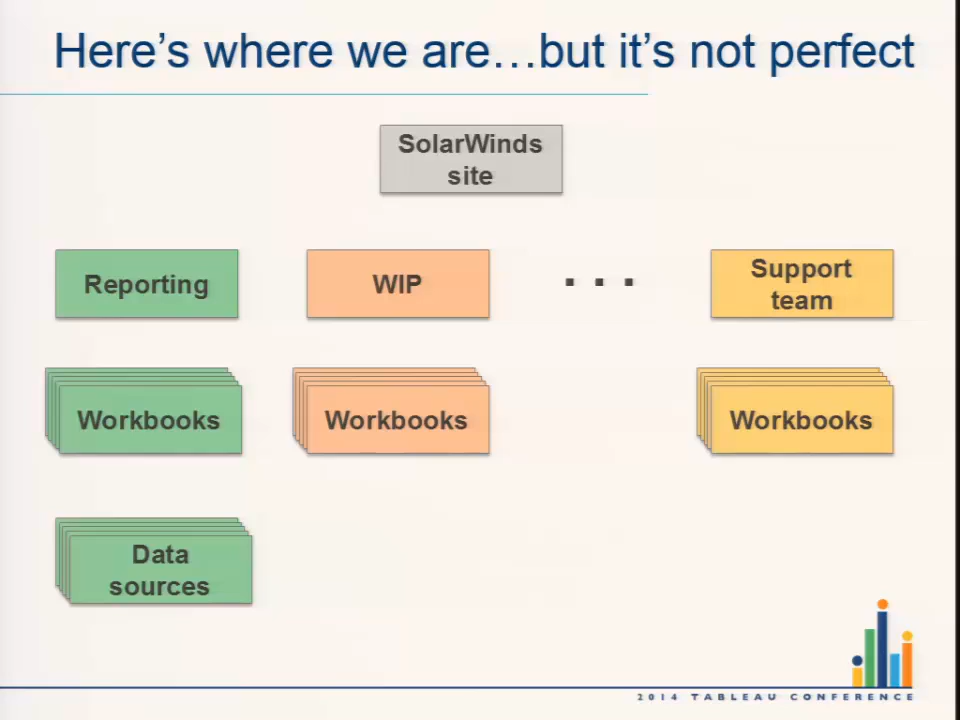 Here's where we are…but it's not perfect
SolarWinds
site
Reporting
WIP
. . .
Support
team
Workbooks
Workbooks
Workbooks
Data
sources
2014 TABLEAU CONFERENCE